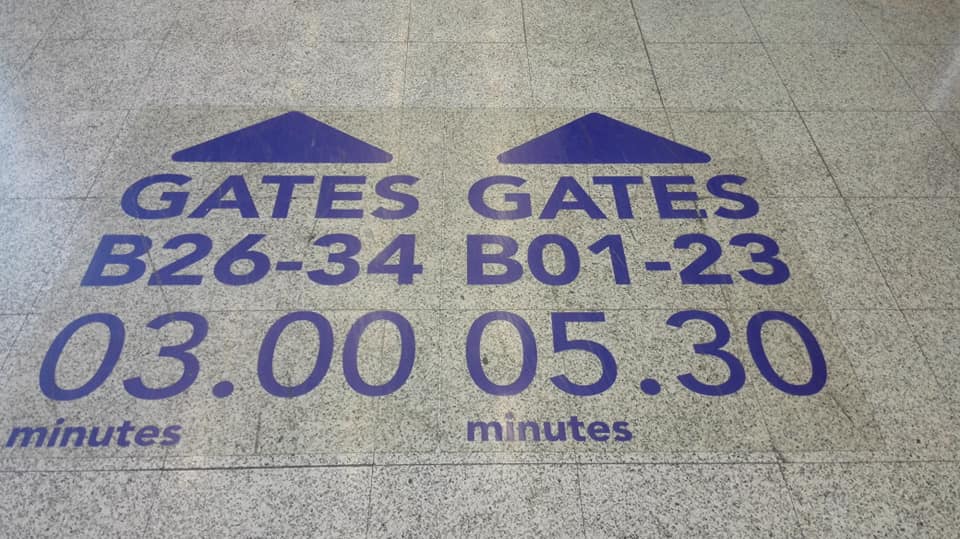 GATES
B26-34
03.00
minutes
GATES
B01-23
05.30
minutes